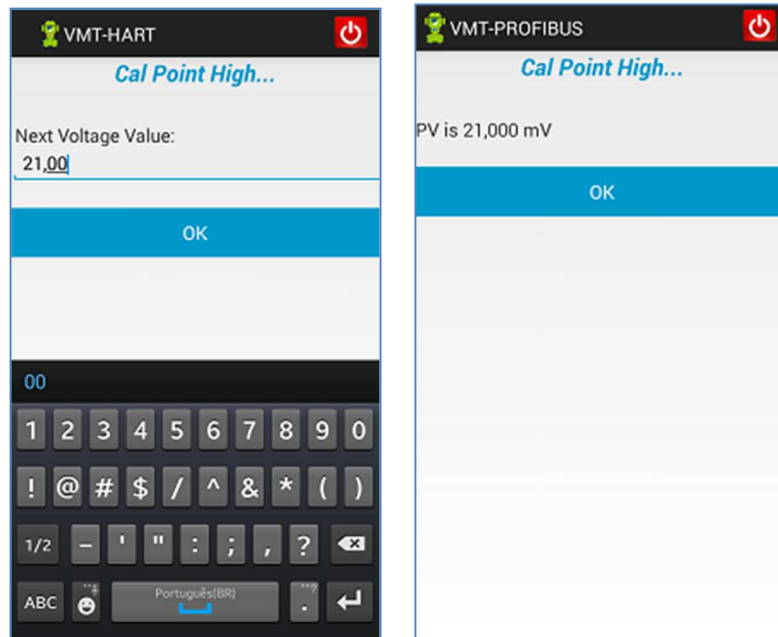 VMT-HART
Cal Point High...
Next Voltage Value:
21,00
OK
00
1 2 3 4 5 6 7 8 9 0
! @ # $ / ^ & * ( )
1/2 - ' " : ; , ?
ABC Português(BR) .
VMT-PROFIBUS
Cal Point High...
PV is 21,000 mV
OK